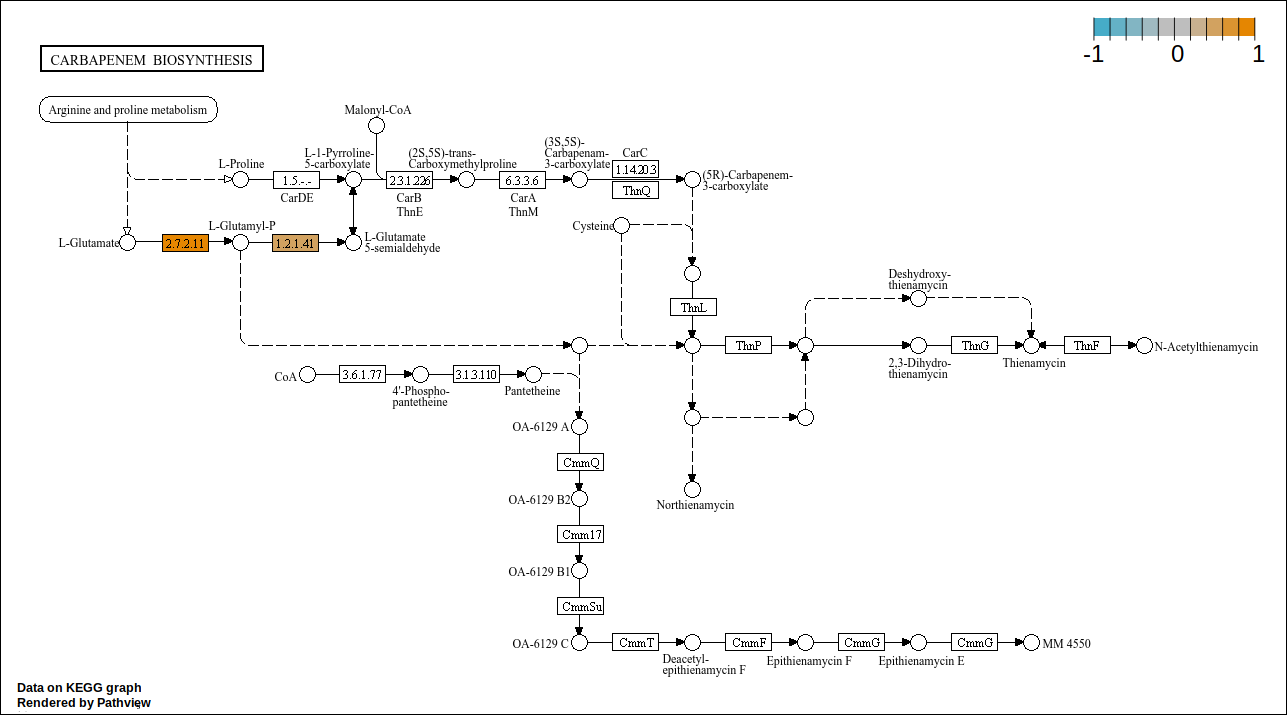 -1 0 1
CARBAPENEM BIOSYNTHESIS
Arginine and proline metabolism
Malonyl-CoA
L-Proline
L-1-Pyrroline-
5-carboxylate
(2S,5S)-trans-
Carboxymethylproline
(3S,5S)-
Carbapenam-
3-carboxylate
CarC
1.14.20.3
ThnQ
(5R)-Carbapenem-
3-carboxylate
1.5.-.-
CarDE
2.3.1.226
CarB
ThnE
6.3.3.6
CarA
ThnM
L-Glutamate
2.7.2.11
L-Glutamyl-P
1.2.1.41
L-Glutamate
5-semialdehyde
Cysteine
ThnL
Deshydroxy-
thienamycin
ThnP
2,3-Dihydro-
thienamycin
ThnG
Thienamycin
ThnF
N-Acetylthienamycin
CoA
3.6.1.77
4'-Phospho-
pantetheine
3.1.3.110
Pantetheine
OA-6129 A
CmmQ
OA-6129 B2
Northienamycin
Cmm17
OA-6129 B1
CmmSu
OA-6129 C
CmmT
Deacetyl-
epithienamycin F
CmmF
Epithienamycin F
CmmG
Epithienamycin E
CmmG
MM 4550
Data on KEGG graph
Rendered by Pathview